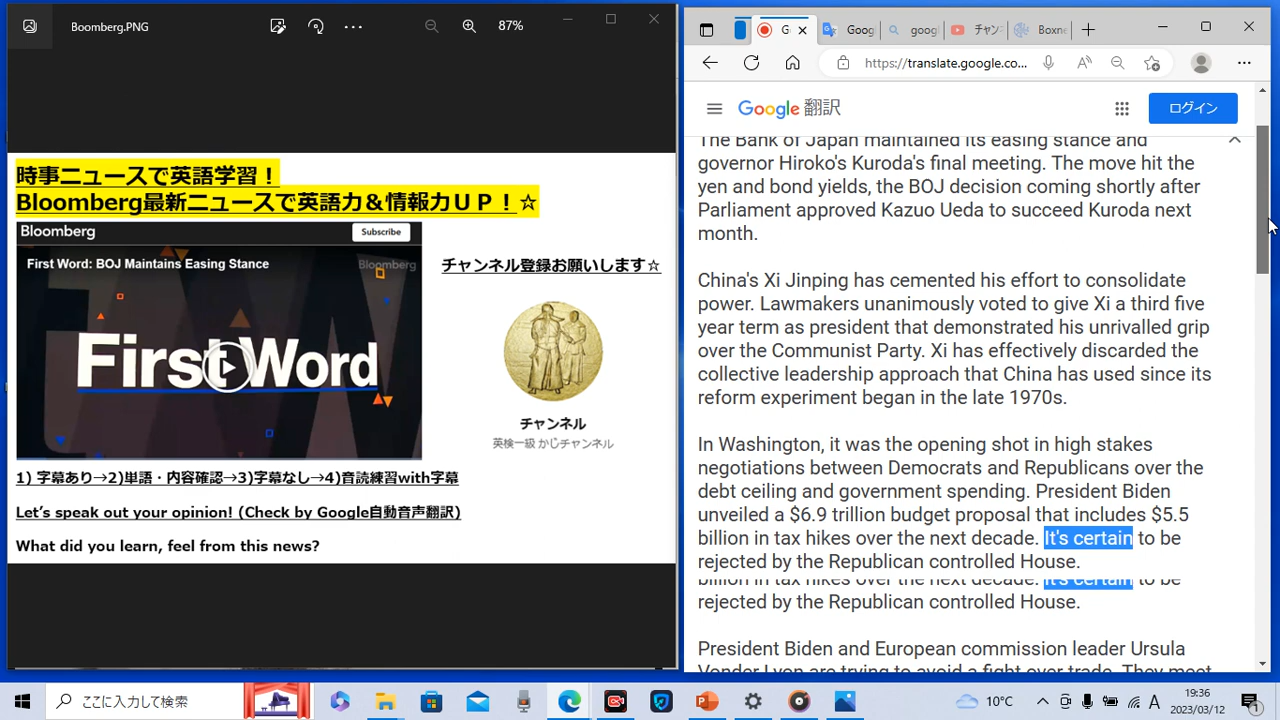 Boomberg.PNG
87%
時事ニュースで英語学習！
Bloomberg最新ニュースで英語力＆情報力ＵＰ！☆
Bloomberg
Subscribe
First Word: BOJ Maintains Easing Stance
Bloomberg
First Word
チャンネル登録お願いします☆
チャンネル
英検一級 かじチャンネル
1) 字幕あり→2)単語・内容確認→3)字幕なし→4)音読練習with字幕
Let's speak out your opinion! (Check by Google自動音声翻訳)
What did you learn, feel from this news?
G
Goog
goog
チャン
Boxne
https://translate.google.co...
Google 翻訳
ログイン
The Bank of Japan maintained its easing stance and
governor Hiroko's Kuroda's final meeting. The move hit the
yen and bond yields, the BOJ decision coming shortly after
Parliament approved Kazuo Ueda to succeed Kuroda next
month.
China's Xi Jinping has cemented his effort to consolidate
power. Lawmakers unanimously voted to give Xi a third five
year term as president that demonstrated his unrivalled grip
over the Communist Party. Xi has effectively discarded the
collective leadership approach that China has used since its
reform experiment began in the late 1970s.
In Washington, it was the opening shot in high stakes
negotiations between Democrats and Republicans over the
debt ceiling and government spending. President Biden
unveiled a $6.9 trillion budget proposal that includes $5.5
billion in tax hikes over the next decade. It's certain to be
rejected by the Republican controlled House.
billion in tax hikes over the next decade. It's certain to be
rejected by the Republican controlled House.
President Biden and European commission leader Ursula
Vonder Lyon are trying to avoid a fight over trade. They meet
ここに入力して検索
10°C
A
19:36
2023/03/12